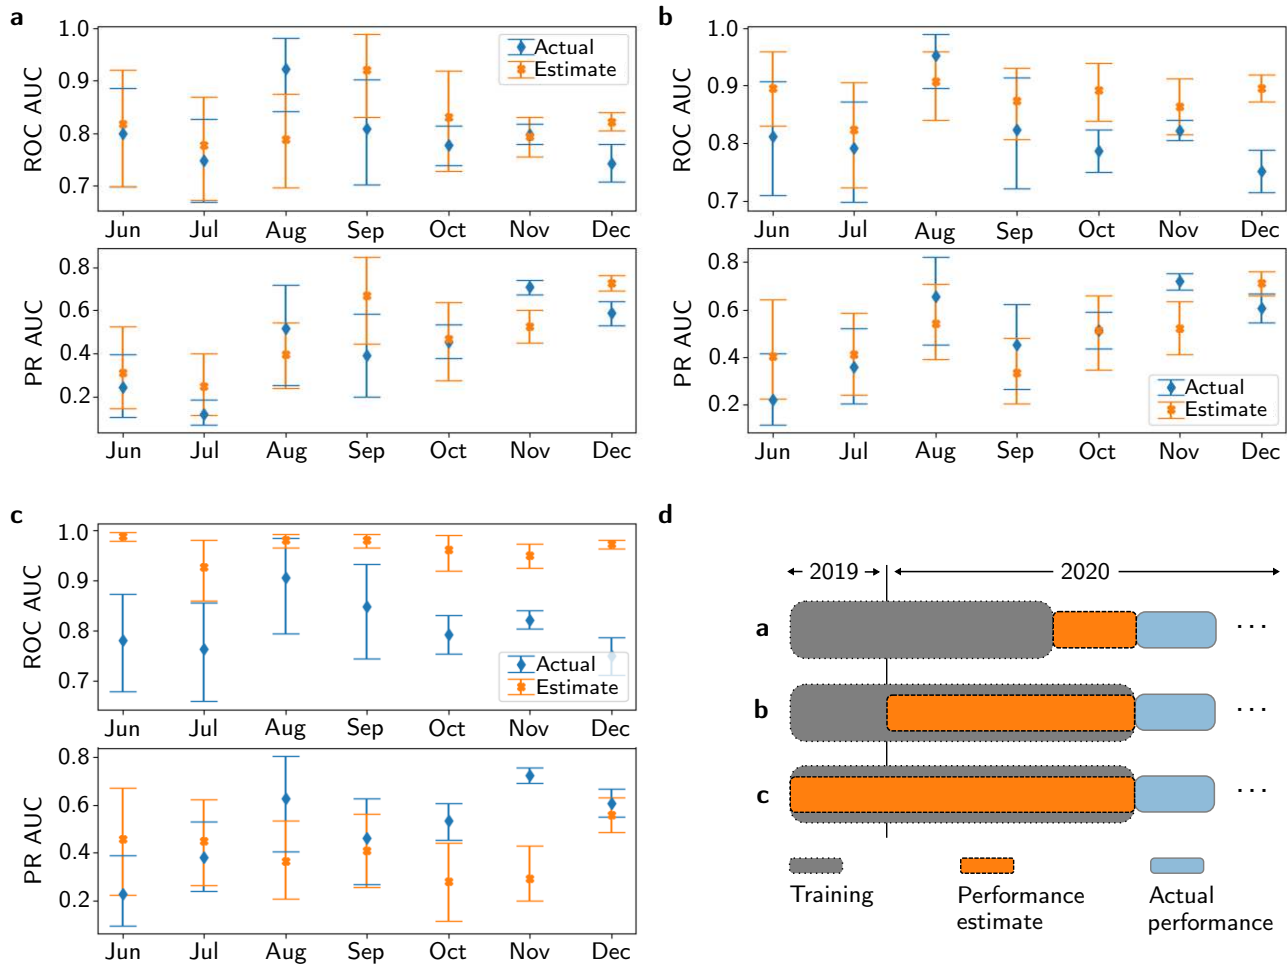 a
1.0
0.9
0.8
0.7
ROC AUC
Actual
Estimate
Jun Jul Aug Sep Oct Nov Dec
0.8
0.6
0.4
0.2
PR AUC
Jun Jul Aug Sep Oct Nov Dec
b
1.0
0.9
0.8
0.7
ROC AUC
Jun Jul Aug Sep Oct Nov Dec
0.8
0.6
0.4
0.2
PR AUC
Actual
Estimate
Jun Jul Aug Sep Oct Nov Dec
c
1.0
0.9
0.8
0.7
ROC AUC
Actual
Estimate
Jun Jul Aug Sep Oct Nov Dec
0.8
0.6
0.4
0.2
PR AUC
Jun Jul Aug Sep Oct Nov Dec
d
2019 2020
a ...
b ...
c ...
Training
Performance
estimate
Actual
performance